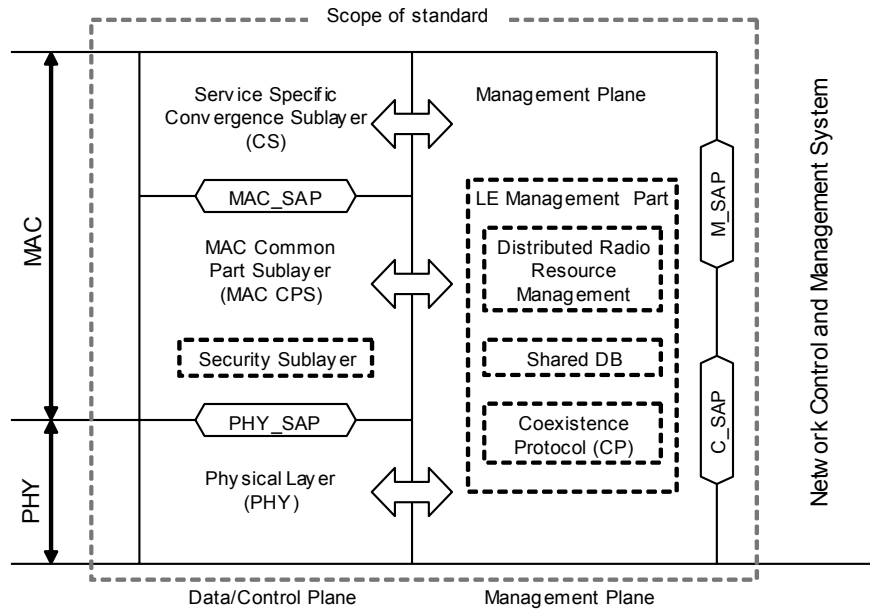 Scope of standard
Service Specific
Convergence Sublayer
(CS)
Management Plane
MAC_SAP
LE Management Part
MAC Common
Part Sublayer
(MAC CPS)
Distributed Radio
Resource
Management
Security Sublayer
Shared DB
PHY_SAP
Coexistence
Protocol (CP)
Physical Layer
(PHY)
MAC
PHY
M_SAP
C_SAP
Network Control and Management System
Data/Control Plane
Management Plane